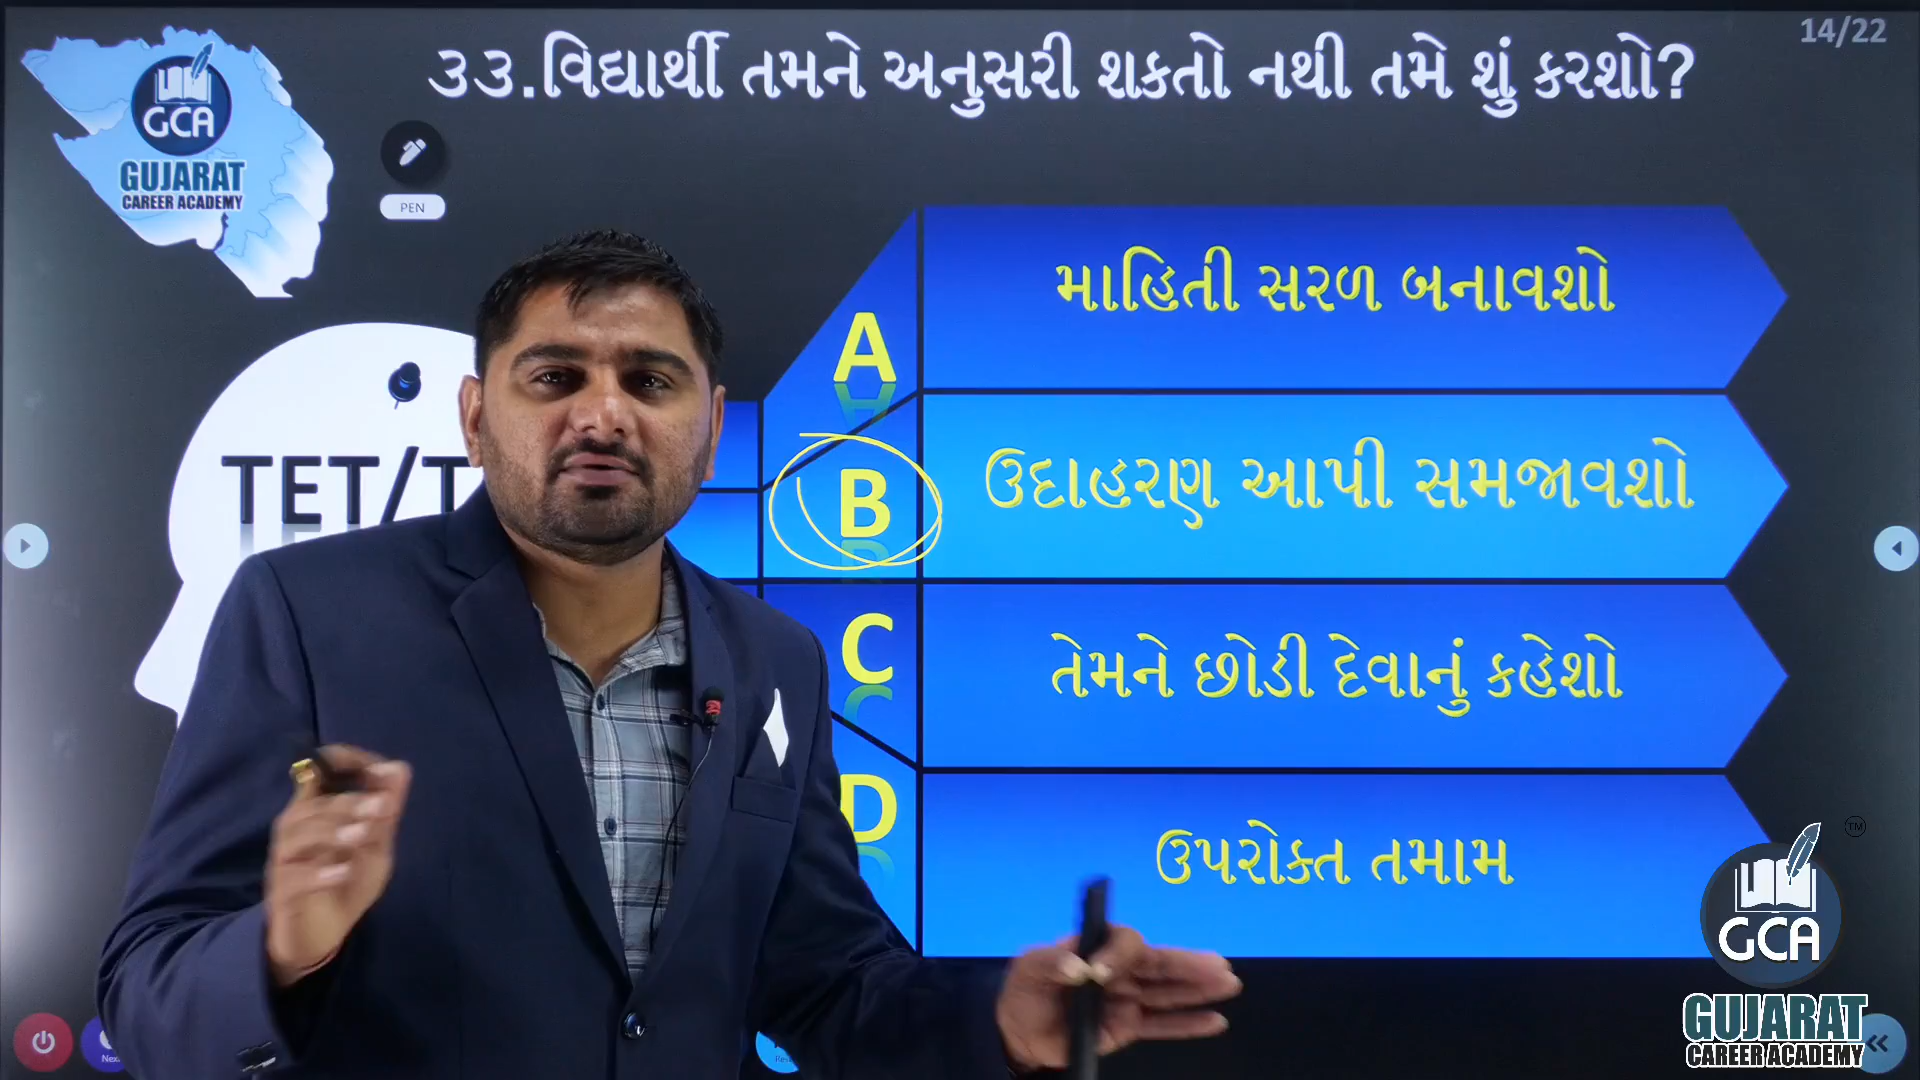 14/22
૩૩.વિદ્યાર્થી તમને અનુસરી શકતો નથી તમે શું કરશો?
GCA
GUJARAT
CAREER ACADEMY
PEN
TET/T
A
માહિતી સરળ બનાવશો
B
ઉદાહરણ આપી સમજાવશો
C
તેમને છોડી દેવાનું કહેશો
D
ઉપરોક્ત તમામ
TM
GCA
GUJARAT
CAREER ACADEMY